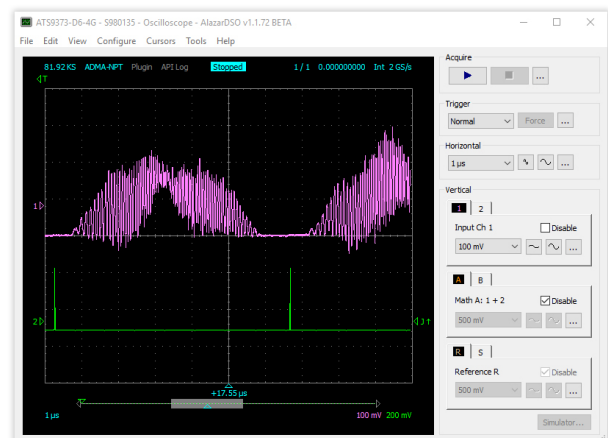 ATS9373-D6-4G - S980135 - Oscilloscope - AlazarDSO v1.1.72 BETA
File Edit View Configure Cursors Tools Help
81.92 KS ADMA-NPT Plugin API Log Stopped 1 / 1 0.000000000 Int 2 GS/s
T
1
2
J
+17.55 µs
T
1 µs 100 mV 200 mV
Acquire
...
Trigger
Normal Force ...
Horizontal
1 µs ...
Vertical
1 2
Input Ch 1 Disable
100 mV ...
A B
Math A: 1 + 2 Disable
500 mV ...
R S
Reference R Disable
500 mV ...
Simulator...